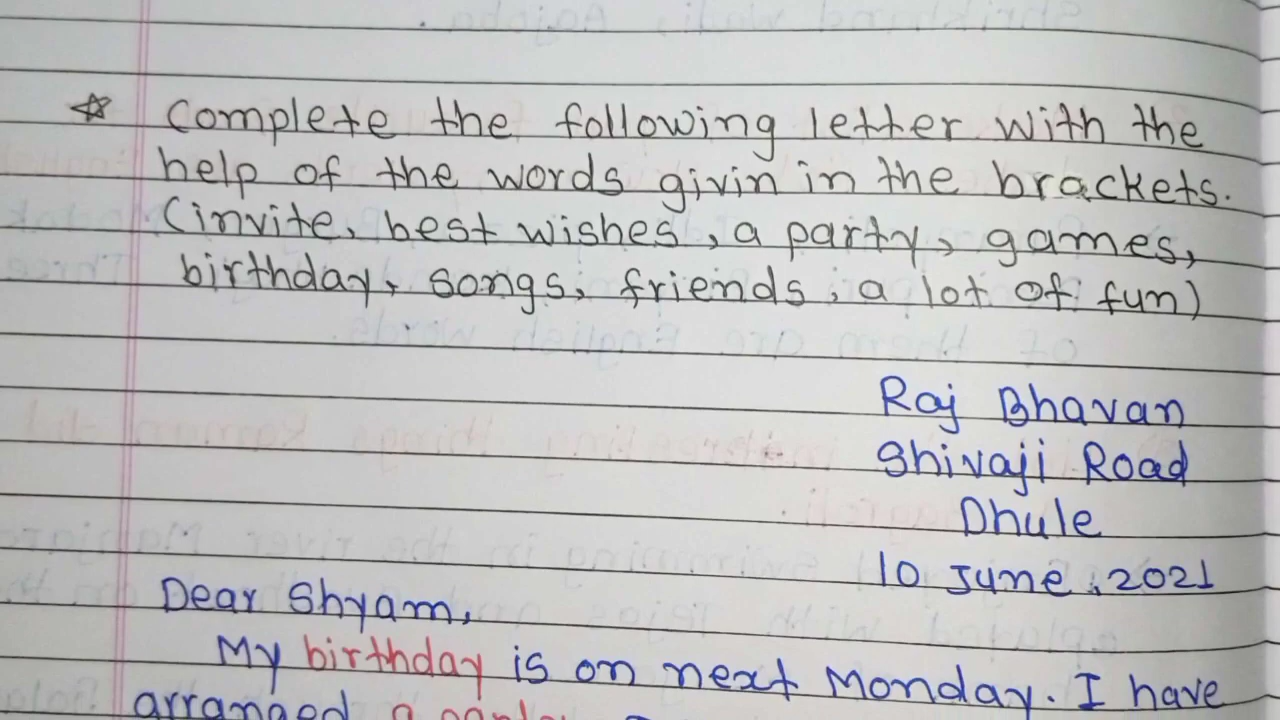 ☆ Complete the following letter with the
help of the words givin in the brackets.
(invite, best wishes, a party, games,
birthday, songs, friends, a lot of fun)
Raj Bhavan
Shivaji Road
Dhule
10 June, 2021
Dear Shyam,
My birthday is on next Monday. I have
arranged a party.